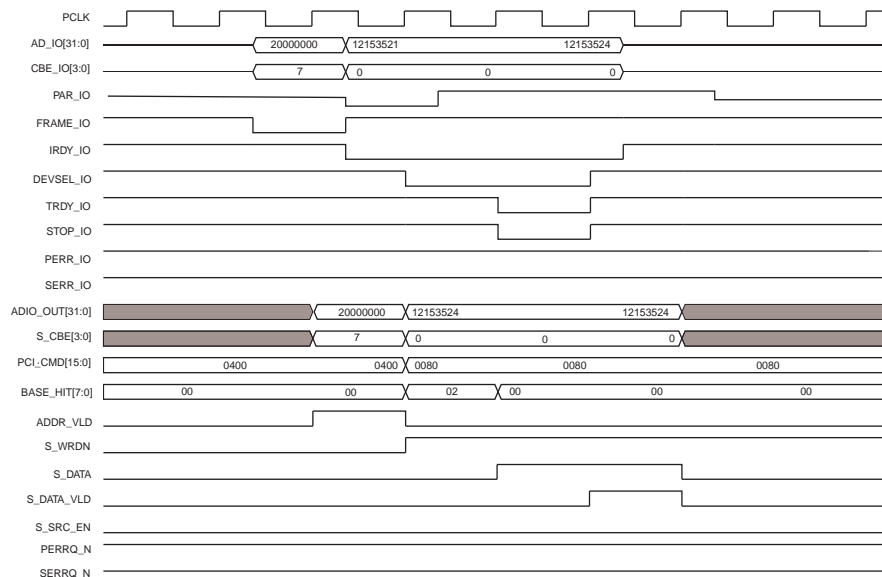 PCLK
AD_IO[31:0] 20000000 12153521 12153524
CBE_IO[3:0] 7 0 0 0
PAR_IO
FRAME_IO
IRDY_IO
DEVSEL_IO
TRDY_IO
STOP_IO
PERR_IO
SERR_IO
ADIO_OUT[31:0] 20000000 12153524 12153524
S_CBE[3:0] 7 0 0 0
PCI-CMD[15:0] 0400 0400 0080 0080 0080
BASE_HIT[7:0] 00 00 02 00 00 00
ADDR_VLD
S_WRDN
S_DATA
S_DATA_VLD
S_SRC_EN
PERRQ_N
SERRQ_N